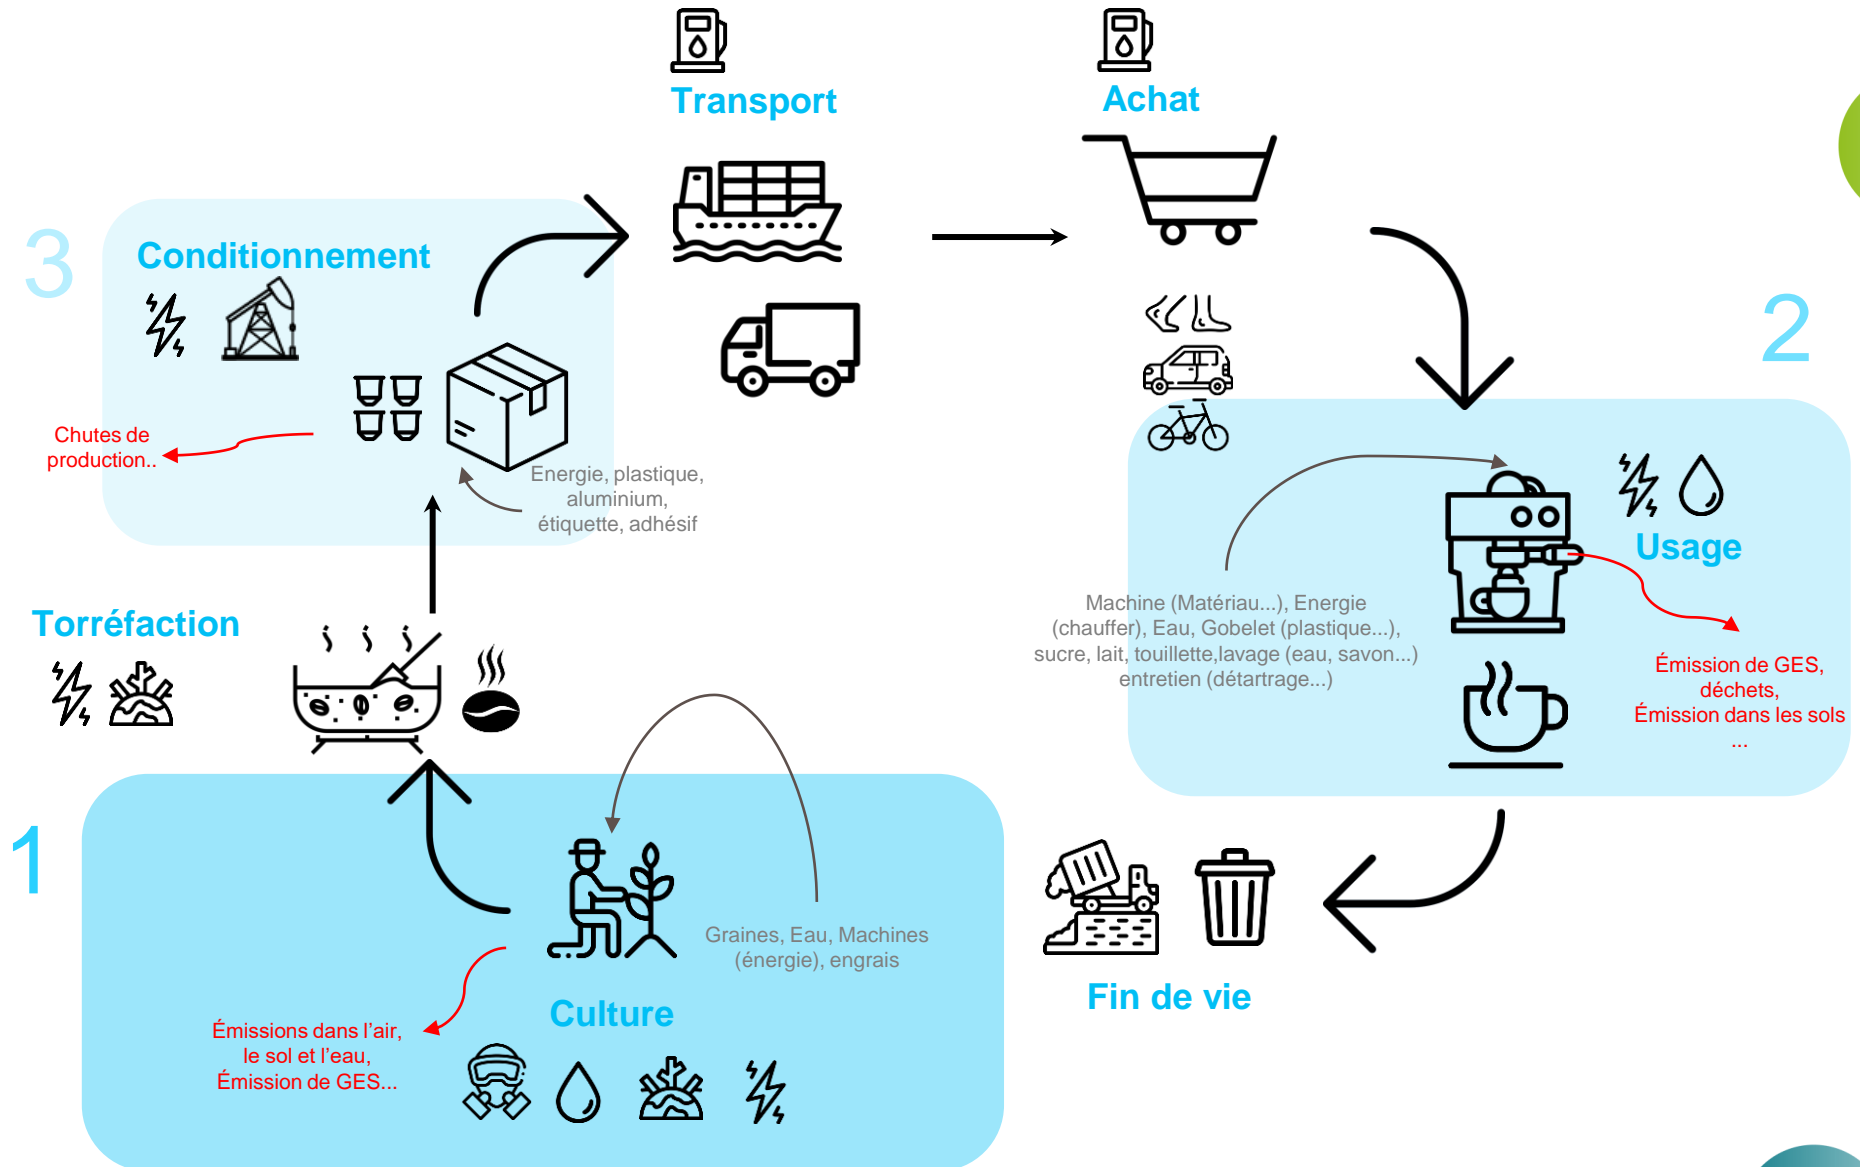 Transport
Achat
3
Conditionnement
2
Chutes de
production..
Energie, plastique,
aluminium,
étiquette, adhésif
Usage
Machine (Matériau...), Energie
(chauffer), Eau, Gobelet (plastique...),
sucre, lait, touillette,lavage (eau, savon...)
entretien (détartrage...)
Torréfaction
Émission de GES,
déchets,
Émission dans les sols
...
1
Graines, Eau, Machines
(énergie), engrais
Culture
Fin de vie
Émissions dans l'air,
le sol et l'eau,
Émission de GES...